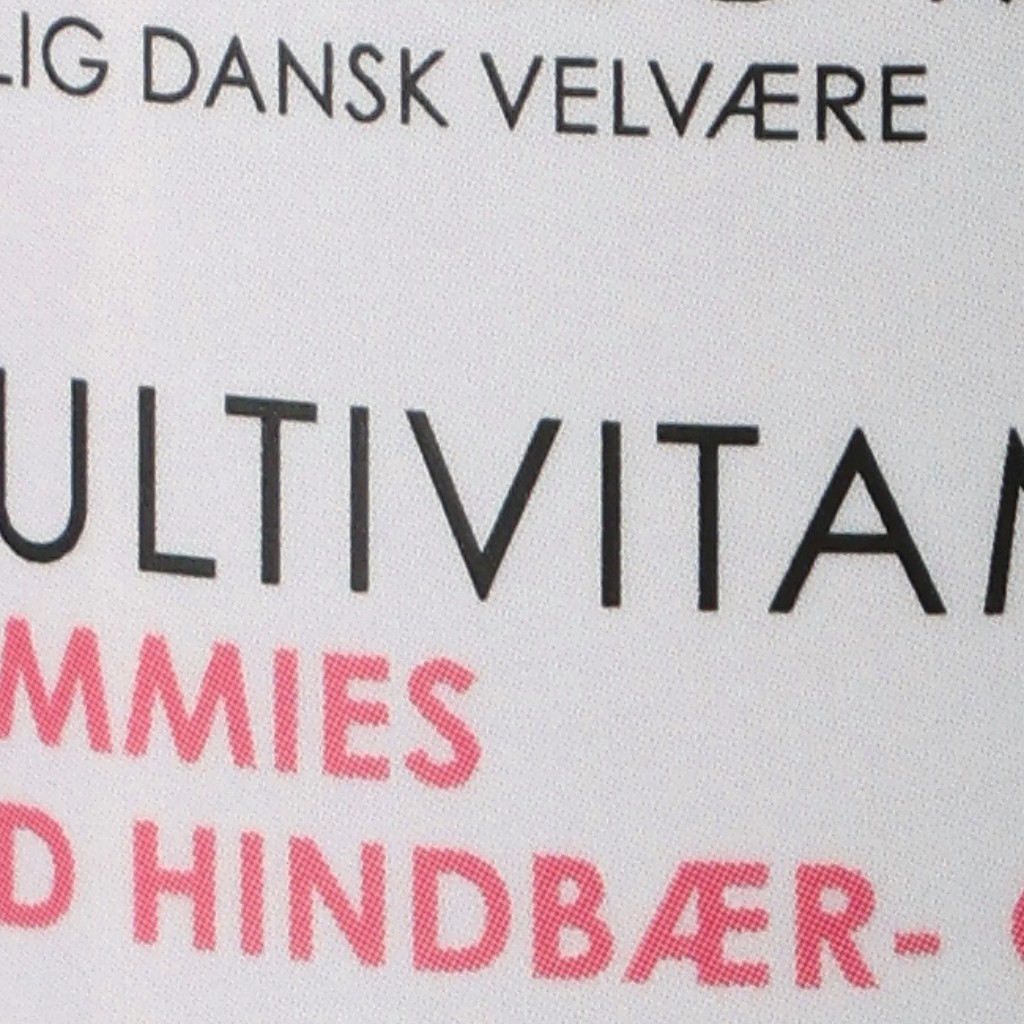 LIG DANSK VELVÆRE
ULTIVITAM
MMIES
D HINDBÆR-